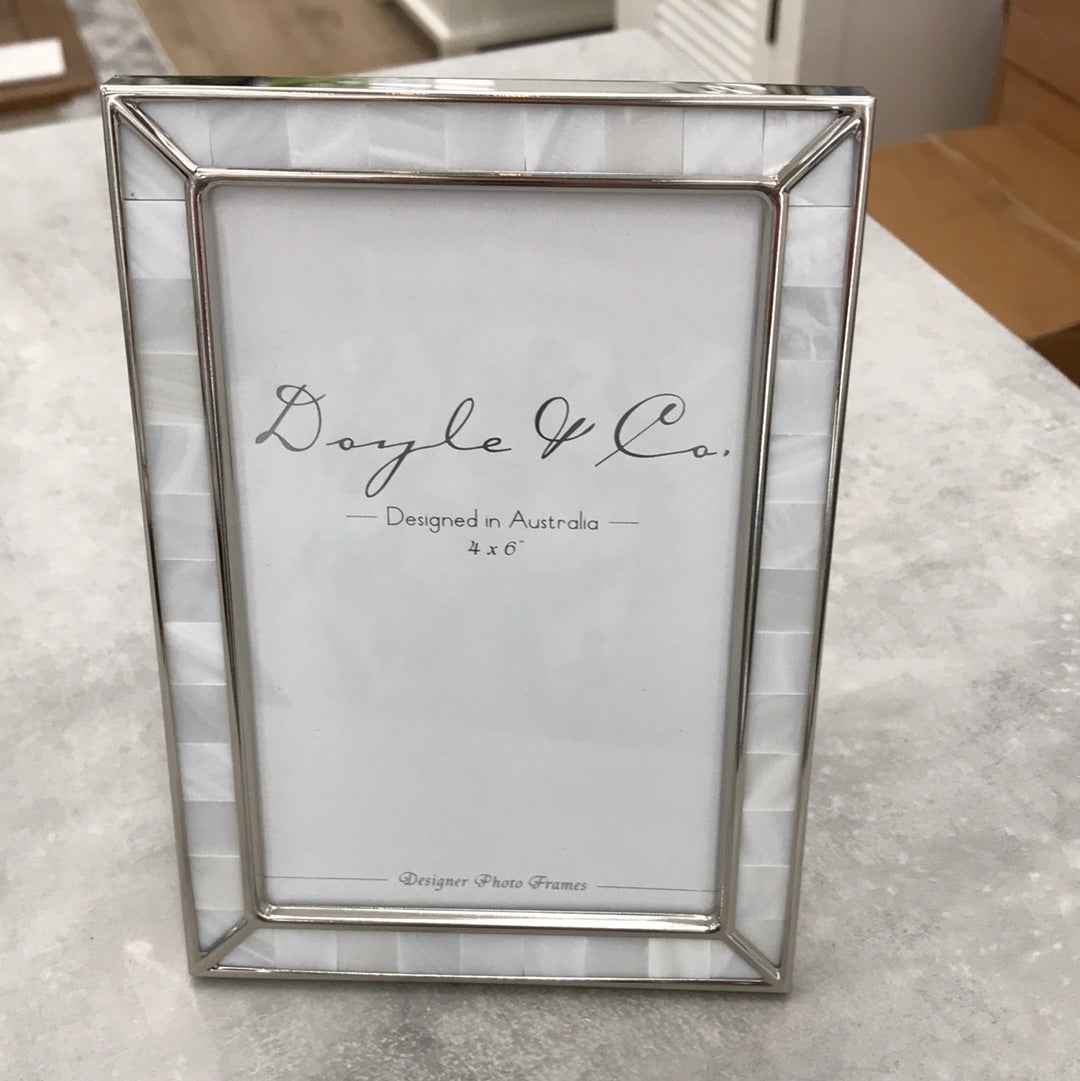 Doyle & Co.
Designed in Australia
4 x 6"
Designer Photo Frames